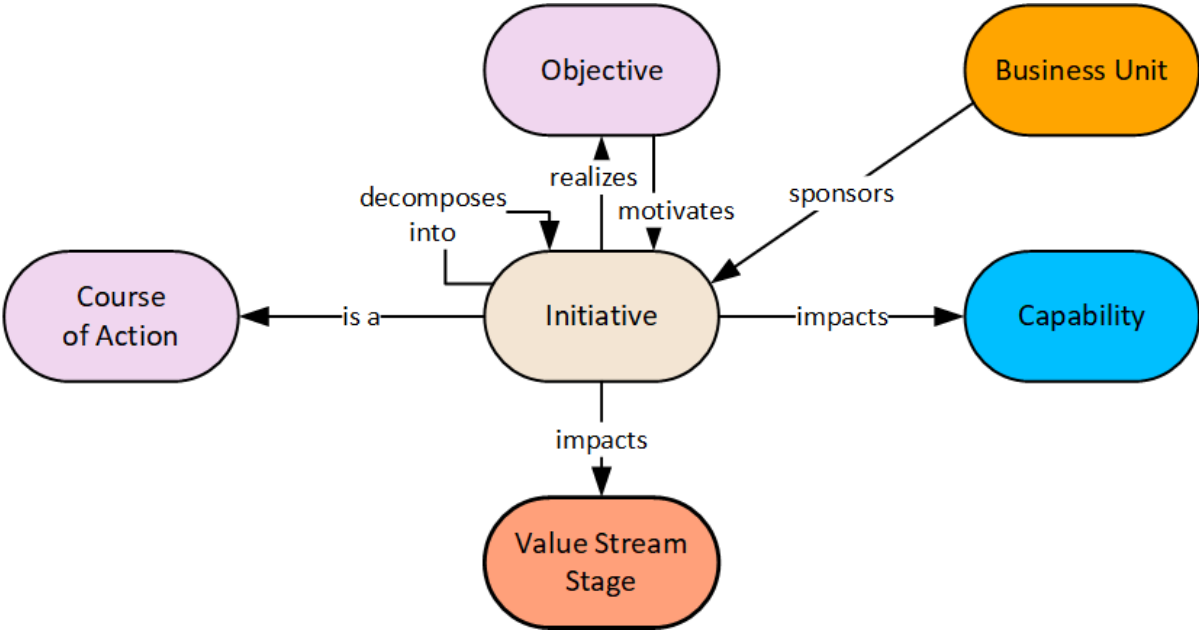 Objective
Business Unit
realizes
decomposes
into
motivates
sponsors
Course
of Action
is a
Initiative
impacts
Capability
impacts
Value Stream
Stage